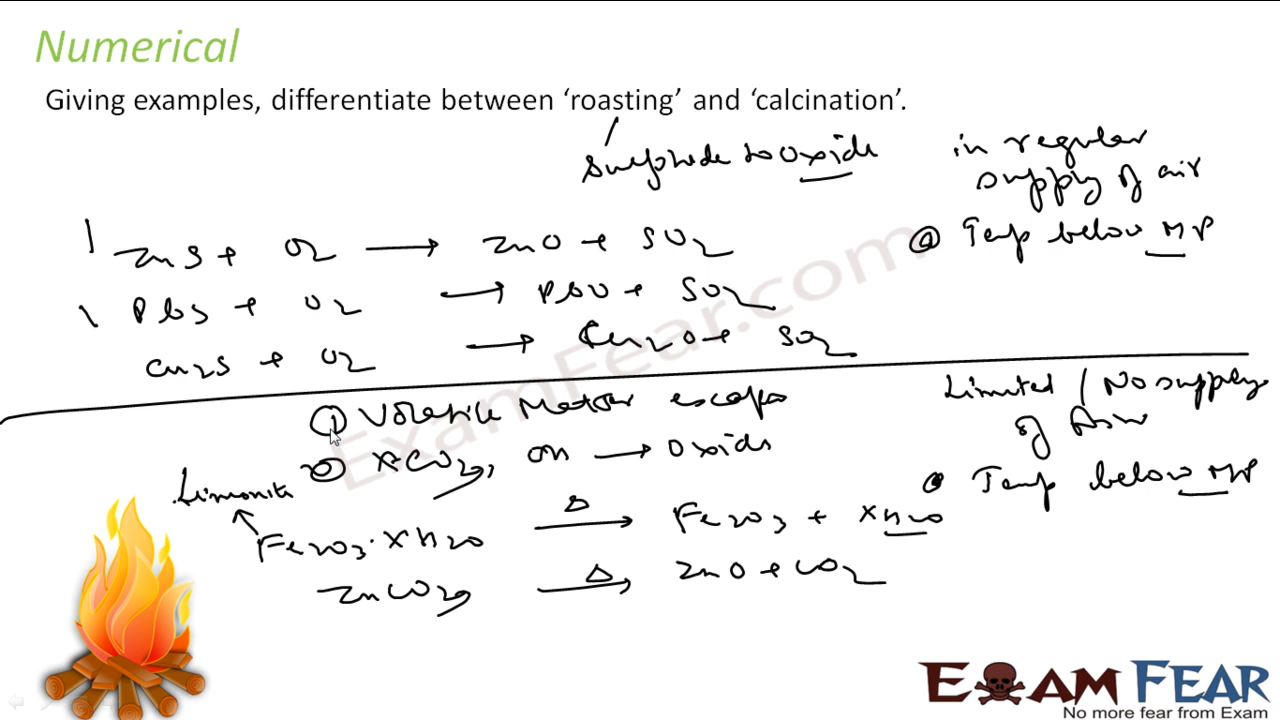 Numerical
Giving examples, differentiate between ‘roasting’ and ‘calcination’.
Sulphide to Oxide
in regular
supply of air
@ Temp below MP
ZnS + O2 → ZnO + SO2
PbS + O2 → PbO + SO2
Cu2S + O2 → Cu2O + SO2
① Volatile Matter escaps
Limited / No supply
of Air
② XCO3, OH → Oxids
@ Temp below MP
Limonite
Fe2O3·XH2O Δ→ Fe2O3 + XH2O
ZnCO3 Δ→ ZnO + CO2
ExamFear.com
EXAM FEAR
No more fear from Exam